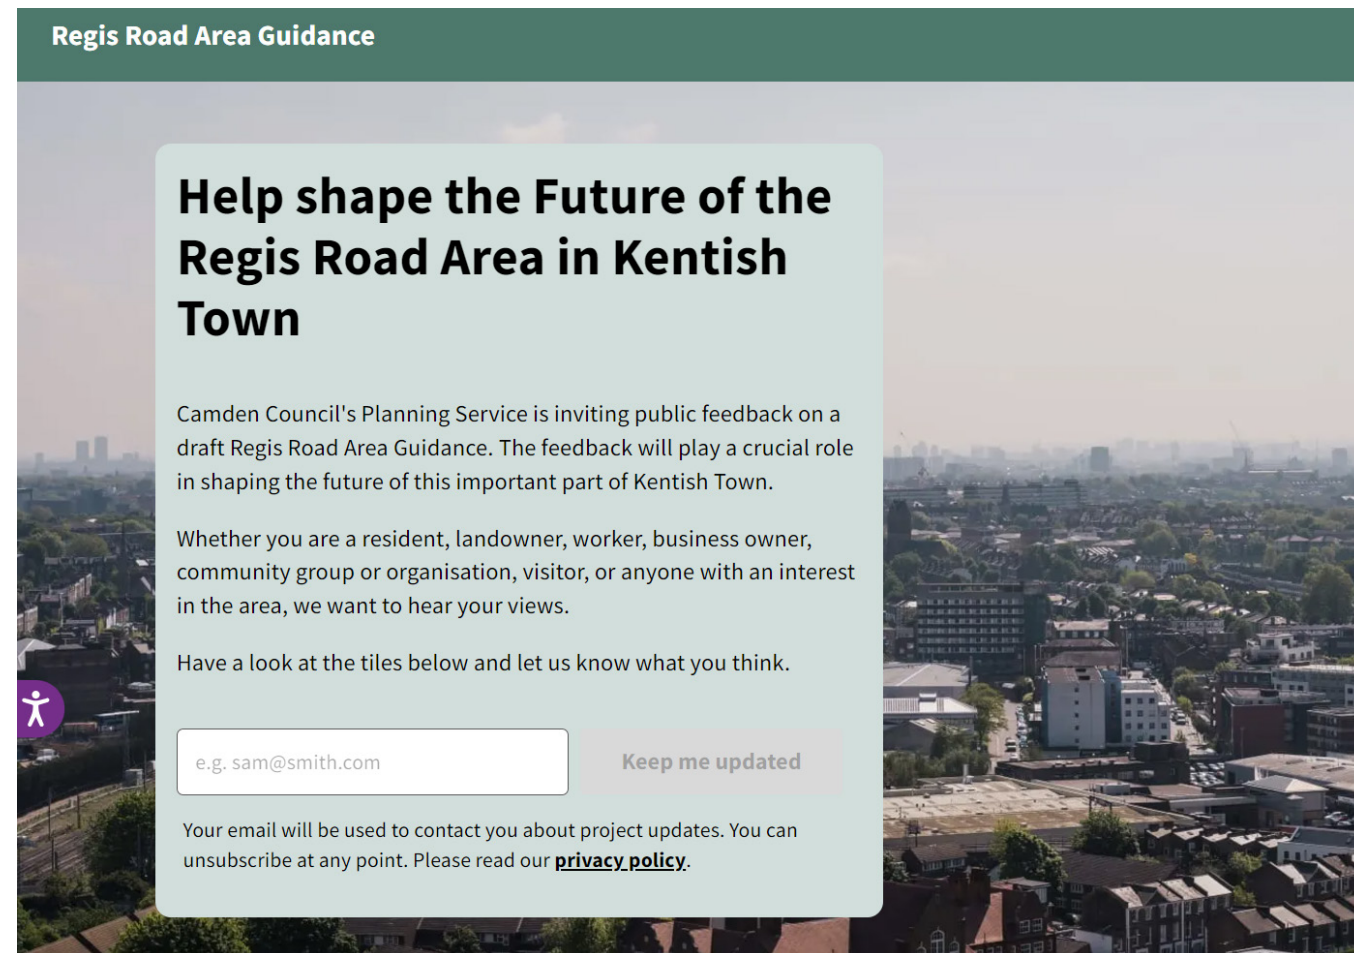 Regis Road Area Guidance
Help shape the Future of the
Regis Road Area in Kentish
Town
Camden Council's Planning Service is inviting public feedback on a
draft Regis Road Area Guidance. The feedback will play a crucial role
in shaping the future of this important part of Kentish Town.
Whether you are a resident, landowner, worker, business owner,
community group or organisation, visitor, or anyone with an interest
in the area, we want to hear your views.
Have a look at the tiles below and let us know what you think.
e.g. sam@smith.com
Keep me updated
Your email will be used to contact you about project updates. You can
unsubscribe at any point. Please read our privacy policy.